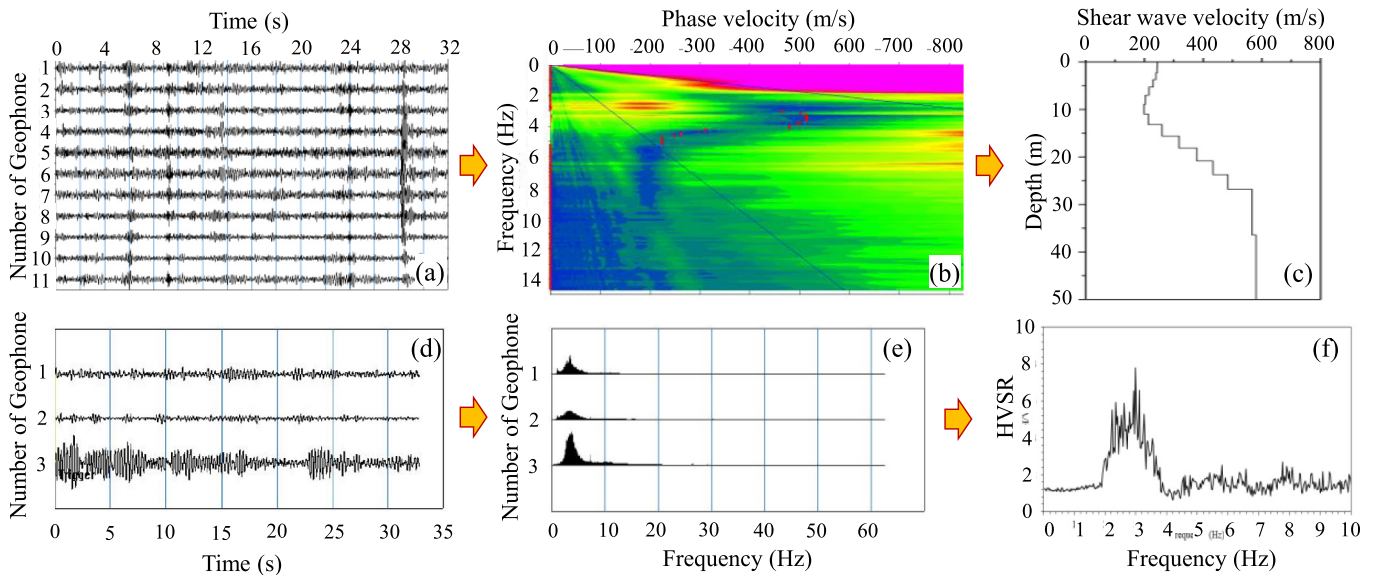 Time (s)
0 4 8 12 16 20 24 28 32
Number of Geophone
1
2
3
4
5
6
7
8
9
10
11
(a)
Phase velocity (m/s)
0 100 -200 -300 -400 500 600 -700 -800
Frequency (Hz)
0
2
4
6
8
10
12
14
(b)
Shear wave velocity (m/s)
0 200 400 600 800
Depth (m)
0
10
20
30
40
50
(c)
Number of Geophone
1
2
3
Trigger
(d)
0 5 10 15 20 25 30 35
Time (s)
Number of Geophone
1
2
3
(e)
0 10 20 30 40 50 60
Frequency (Hz)
HVSR
10
8
6
4
2
0
(f)
0 1 2 3 4 5 6 7 8 9 10
(Hz)
Frequency (Hz)